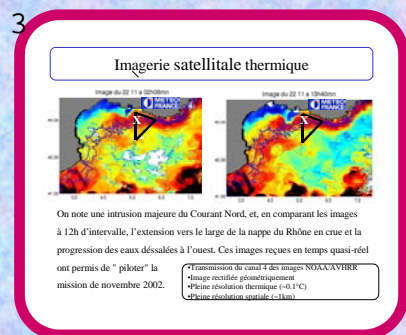 3
Imagerie satellitale thermique
Image du 22 11 a 02h08mn
METEO
FRANCE
Image du 22 11 a 13h40mn
METEO
FRANCE
X
X
On note une intrusion majeure du Courant Nord, et, en comparant les images
à 12h d'intervalle, l'extension vers le large de la nappe du Rhône en crue et la
progression des eaux déssalées à l'ouest. Ces images reçues en temps quasi-réel
ont permis de " piloter" la
mission de novembre 2002.
•Transmission du canal 4 des images NOAA/AVHRR
•Image rectifiée géométriquement
•Pleine résolution thermique (~0.1°C)
•Pleine résolution spatiale (~1km)